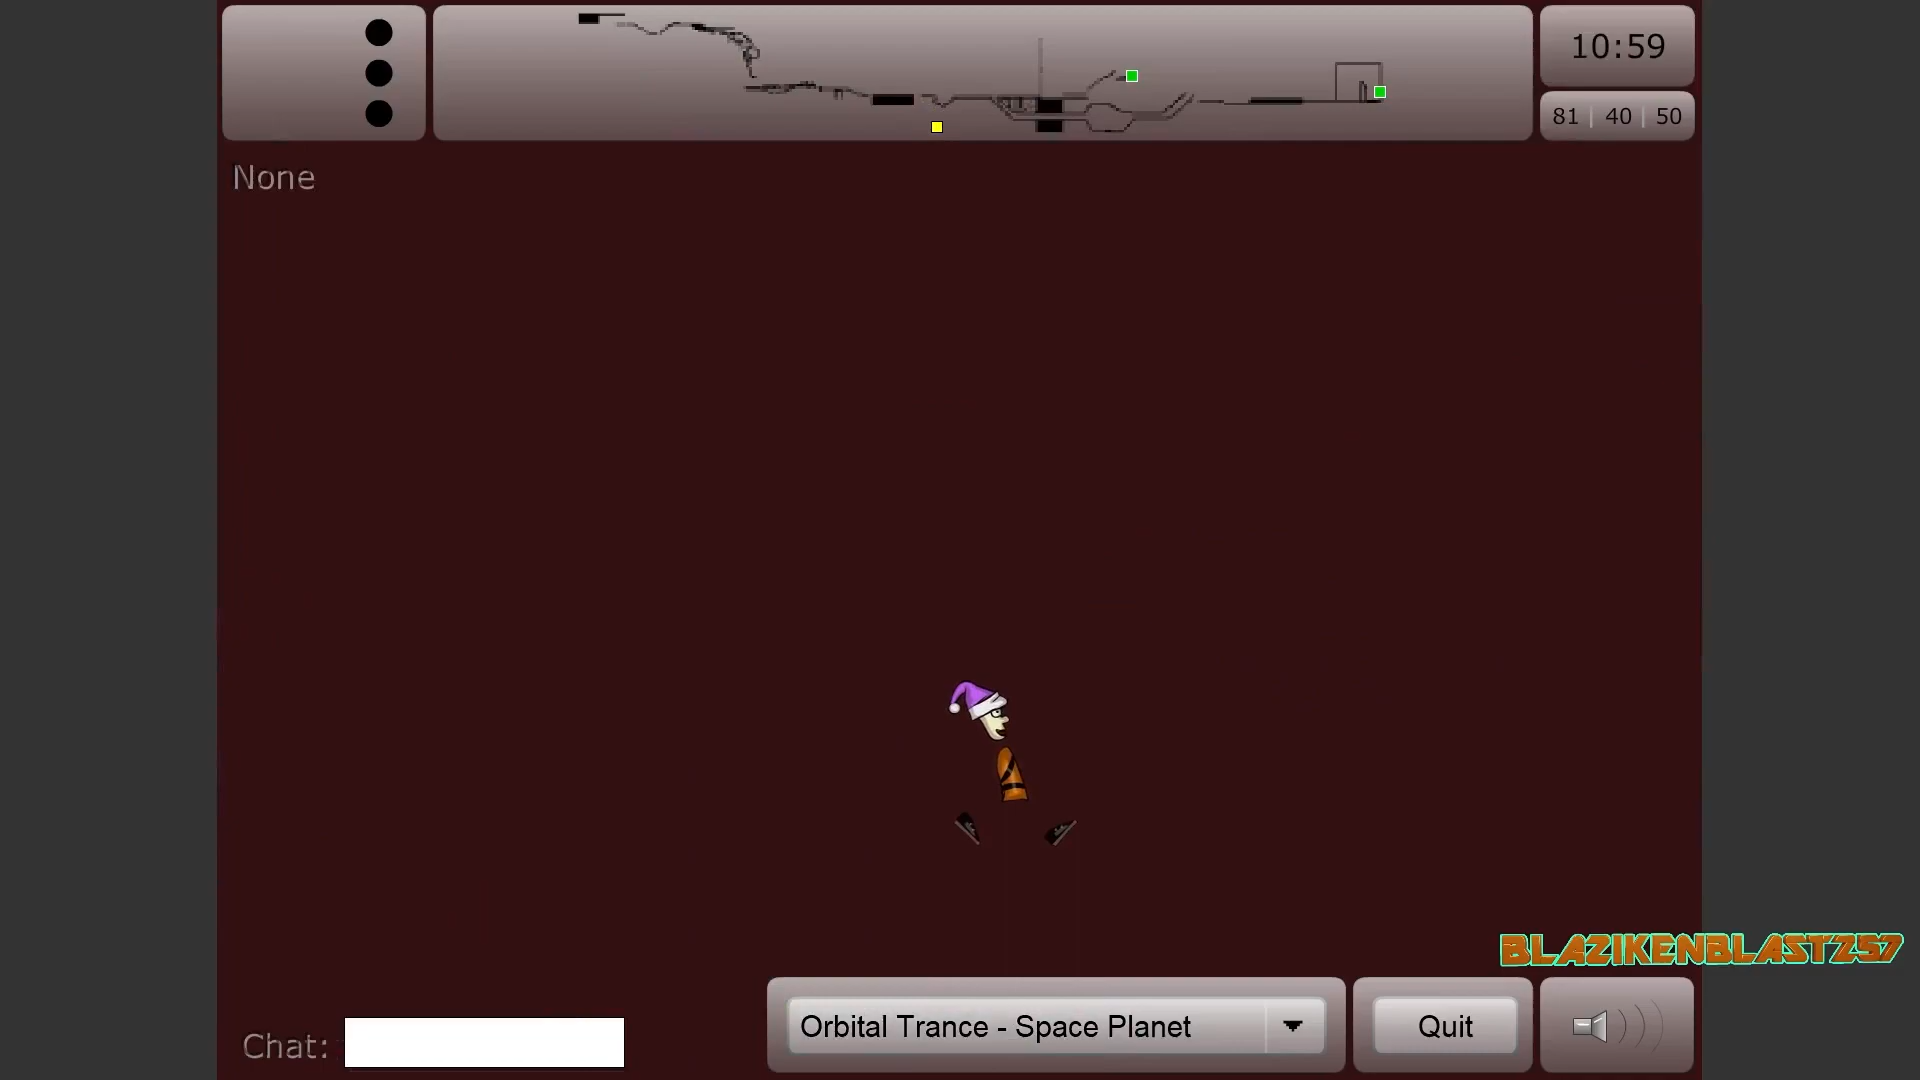 10:59
81 | 40 | 50
None
BLAZIKENBLAST257
Chat:
Orbital Trance - Space Planet
Quit